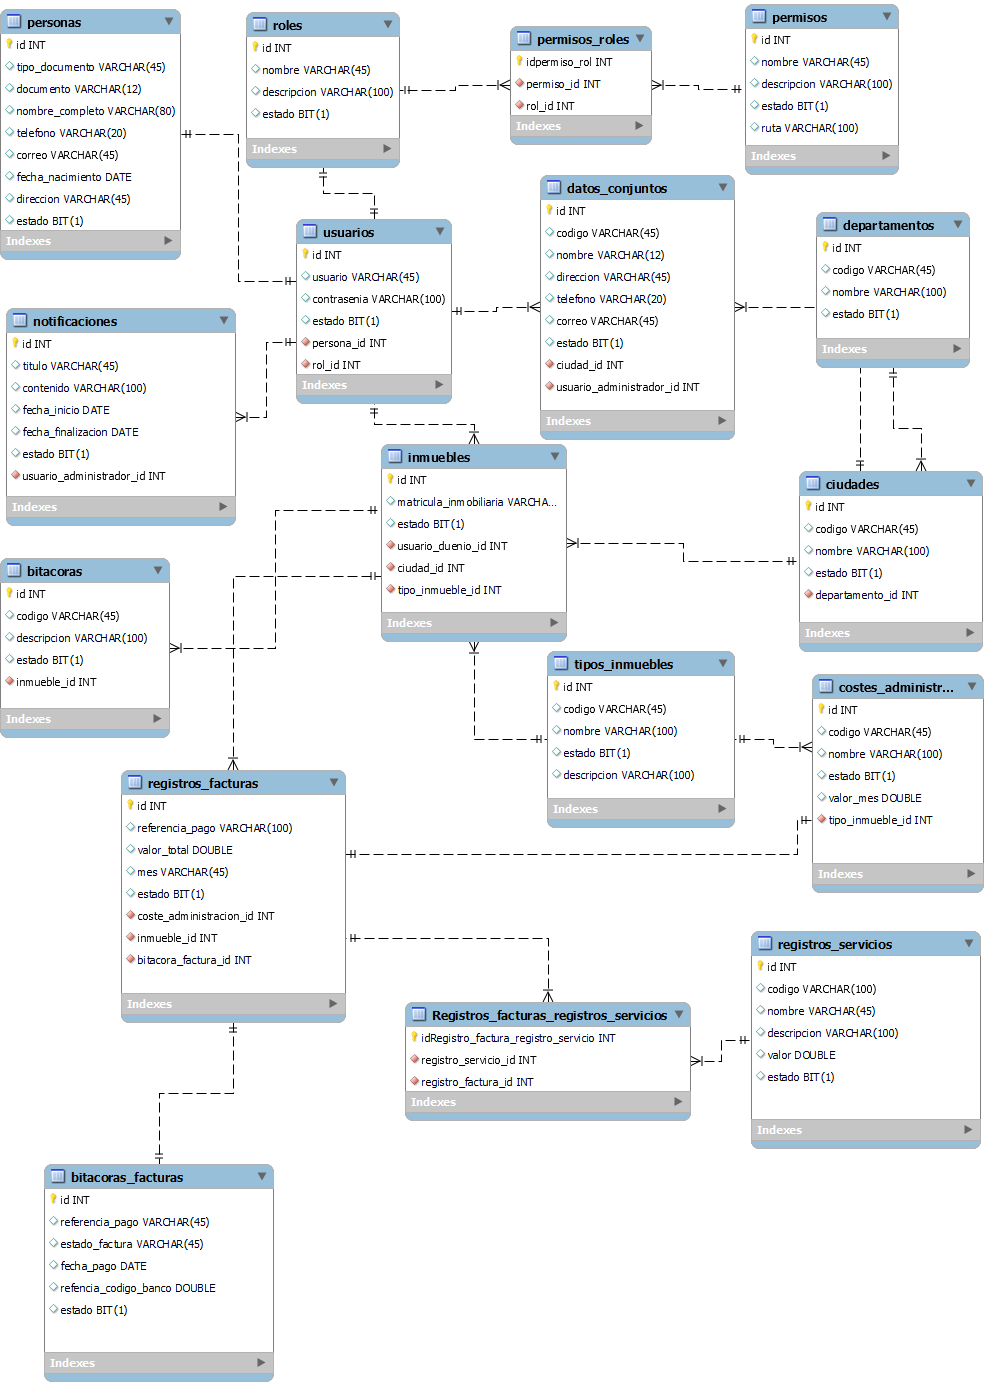 personas
id INT
tipo_documento VARCHAR(45)
documento VARCHAR(12)
nombre_completo VARCHAR(80)
telefono VARCHAR(20)
correo VARCHAR(45)
fecha_nacimiento DATE
direccion VARCHAR(45)
estado BIT(1)
Indexes
roles
id INT
nombre VARCHAR(45)
descripcion VARCHAR(100)
estado BIT(1)
Indexes
permisos_roles
idpermiso_rol INT
permiso_id INT
rol_id INT
Indexes
permisos
id INT
nombre VARCHAR(45)
descripcion VARCHAR(100)
estado BIT(1)
ruta VARCHAR(100)
Indexes
usuarios
id INT
usuario VARCHAR(45)
contrasenia VARCHAR(100)
estado BIT(1)
persona_id INT
rol_id INT
Indexes
datos_conjuntos
id INT
codigo VARCHAR(45)
nombre VARCHAR(12)
direccion VARCHAR(45)
telefono VARCHAR(20)
correo VARCHAR(45)
estado BIT(1)
ciudad_id INT
usuario_administrador_id INT
Indexes
departamentos
id INT
codigo VARCHAR(45)
nombre VARCHAR(100)
estado BIT(1)
Indexes
notificaciones
id INT
titulo VARCHAR(45)
contenido VARCHAR(100)
fecha_inicio DATE
fecha_finalizacion DATE
estado BIT(1)
usuario_administrador_id INT
Indexes
inmuebles
id INT
matricula_inmobiliaria VARCHA...
estado BIT(1)
usuario_duenio_id INT
ciudad_id INT
tipo_inmueble_id INT
Indexes
ciudades
id INT
codigo VARCHAR(45)
nombre VARCHAR(100)
estado BIT(1)
departamento_id INT
Indexes
bitacoras
id INT
codigo VARCHAR(45)
descripcion VARCHAR(100)
estado BIT(1)
inmueble_id INT
Indexes
tipos_inmuebles
id INT
codigo VARCHAR(45)
nombre VARCHAR(100)
estado BIT(1)
descripcion VARCHAR(100)
Indexes
costes_administr...
id INT
codigo VARCHAR(45)
nombre VARCHAR(100)
estado BIT(1)
valor_mes DOUBLE
tipo_inmueble_id INT
Indexes
registros_facturas
id INT
referencia_pago VARCHAR(100)
valor_total DOUBLE
mes VARCHAR(45)
estado BIT(1)
coste_administracion_id INT
inmueble_id INT
bitacora_factura_id INT
Indexes
registros_servicios
id INT
codigo VARCHAR(100)
nombre VARCHAR(45)
descripcion VARCHAR(100)
valor DOUBLE
estado BIT(1)
Indexes
Registros_facturas_registros_servicios
idRegistro_factura_registro_servicio INT
registro_servicio_id INT
registro_factura_id INT
Indexes
bitacoras_facturas
id INT
referencia_pago VARCHAR(45)
estado_factura VARCHAR(45)
fecha_pago DATE
refencia_codigo_banco DOUBLE
estado BIT(1)
Indexes